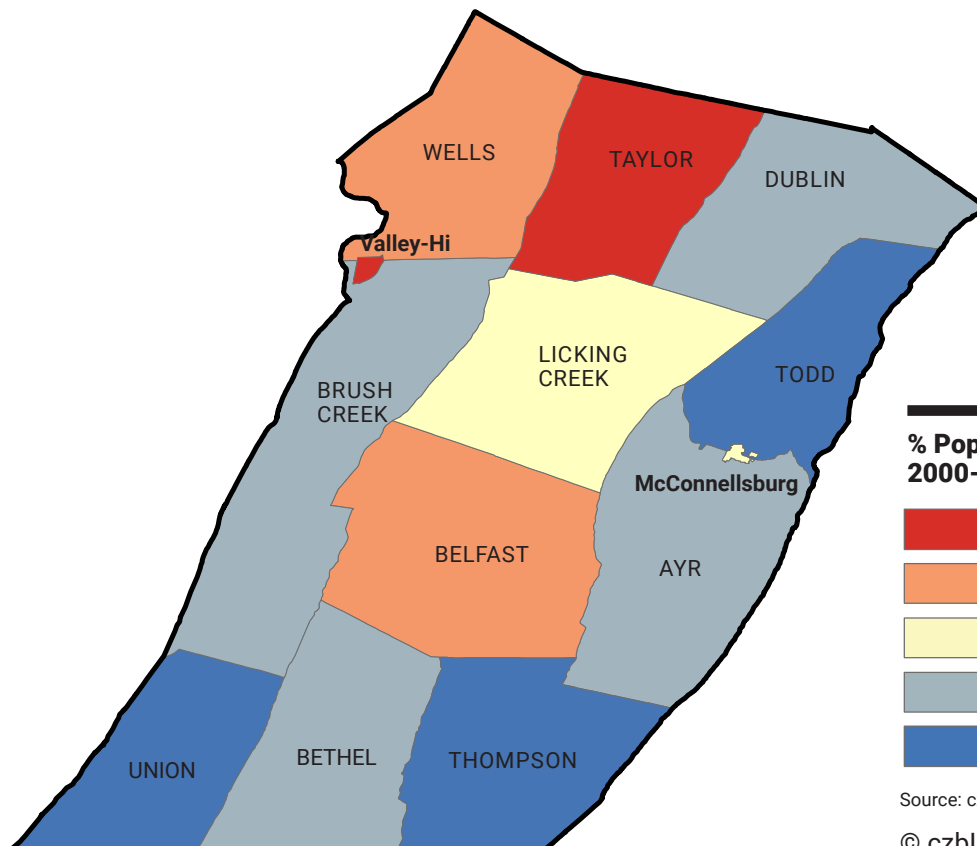 WELLS
TAYLOR
DUBLIN
Valley-Hi
LICKING
CREEK
TODD
BRUSH
CREEK
% Pop
2000-
McConnellsburg
BELFAST
AYR
UNION
BETHEL
THOMPSON
Source: c
© czbl